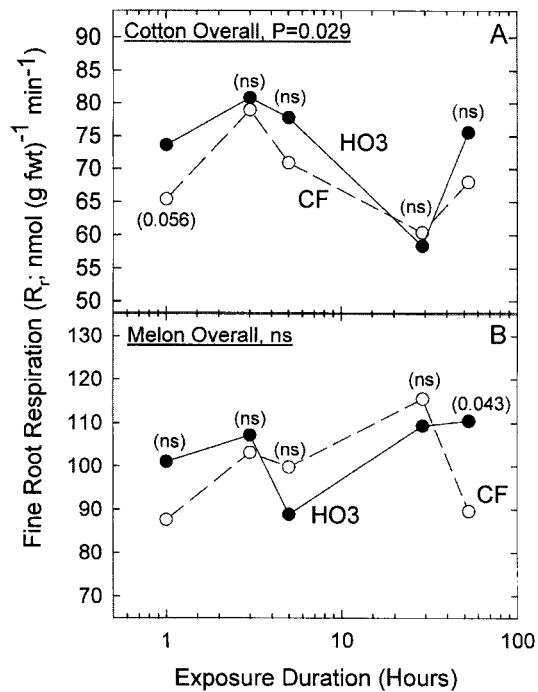 Fine Root Respiration (Rr; nmol (g fwt)⁻¹ min⁻¹)
Cotton Overall, P=0.029
A
90
85
80
75
70
65
60
55
50
(ns)
(ns)
(ns)
HO3
CF
(ns)
(0.056)
Melon Overall, ns
B
130
120
110
100
90
80
70
(ns)
(0.043)
(ns)
(ns)
(ns)
CF
HO3
1
10
100
Exposure Duration (Hours)